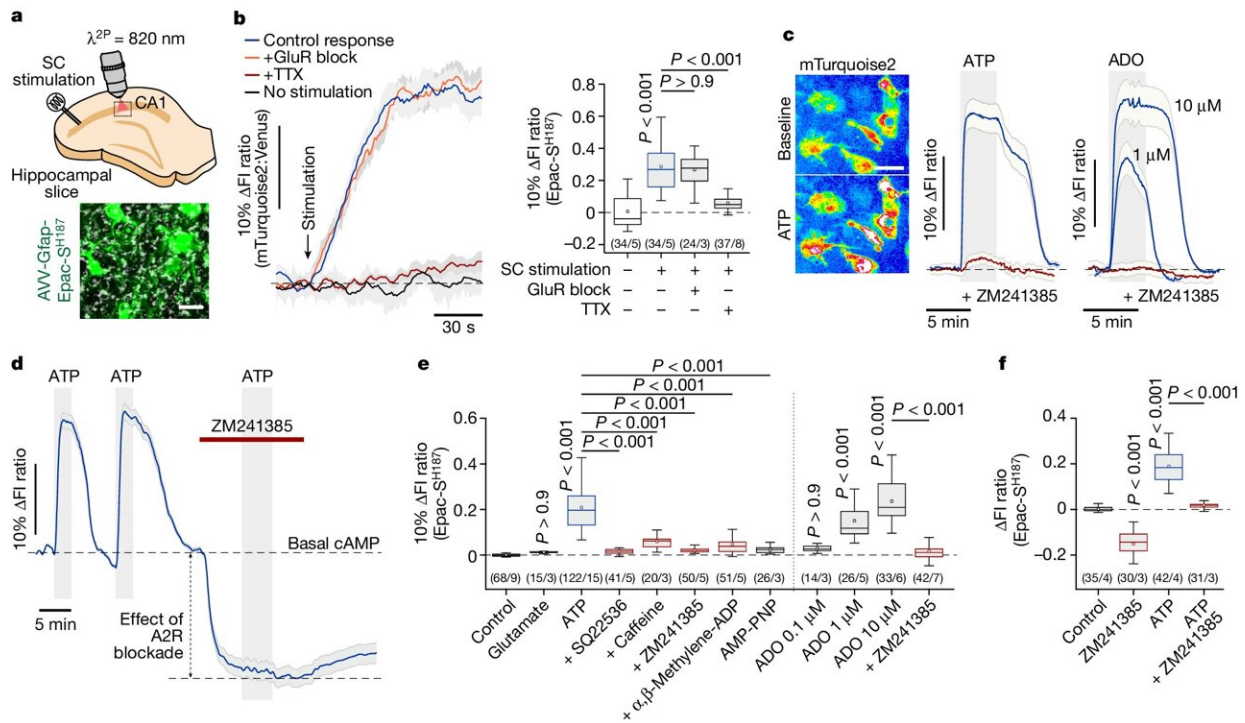 a
λ2P = 820 nm
SC
stimulation
CA1
Hippocampal
slice
AVV-Gfap-
Epac-SH187
b
Control response
+GluR block
+TTX
No stimulation
10% ΔFI ratio
(mTurquoise2:Venus)
Stimulation
30 s
10% ΔFI ratio
(Epac-SH187)
0.8
0.6
0.4
0.2
0
−0.2
P < 0.001
P < 0.001
P > 0.9
(34/5) (34/5) (24/3) (37/8)
SC stimulation − + + +
GluR block − − + −
TTX − − − +
c
mTurquoise2
Baseline
ATP
10% ΔFI ratio
ATP
+ ZM241385
5 min
10% ΔFI ratio
ADO
10 μM
1 μM
+ ZM241385
5 min
d
ATP ATP ATP
ZM241385
10% ΔFI ratio
Basal cAMP
5 min
Effect of
A2R
blockade
e
10% ΔFI ratio
(Epac-SH187)
0.6
0.4
0.2
0
P < 0.001
P < 0.001
P < 0.001
P < 0.001
P < 0.001
P > 0.9
P < 0.001
P > 0.9
P < 0.001
P < 0.001
P < 0.001
(68/9) (15/3) (122/15) (41/5) (20/3) (50/5) (51/5) (26/3) (14/3) (26/5) (33/6) (42/7)
Control
Glutamate
ATP
+ SQ22536
+ Caffeine
+ ZM241385
+ α,β-Methylene-ADP
AMP-PNP
ADO 0.1 μM
ADO 1 μM
ADO 10 μM
+ ZM241385
f
ΔFI ratio
(Epac-SH187)
0.4
0.2
0
−0.2
P < 0.001
P < 0.001
P < 0.001
(35/4) (30/3) (42/4) (31/3)
Control
ZM241385
ATP
ATP
+ ZM241385